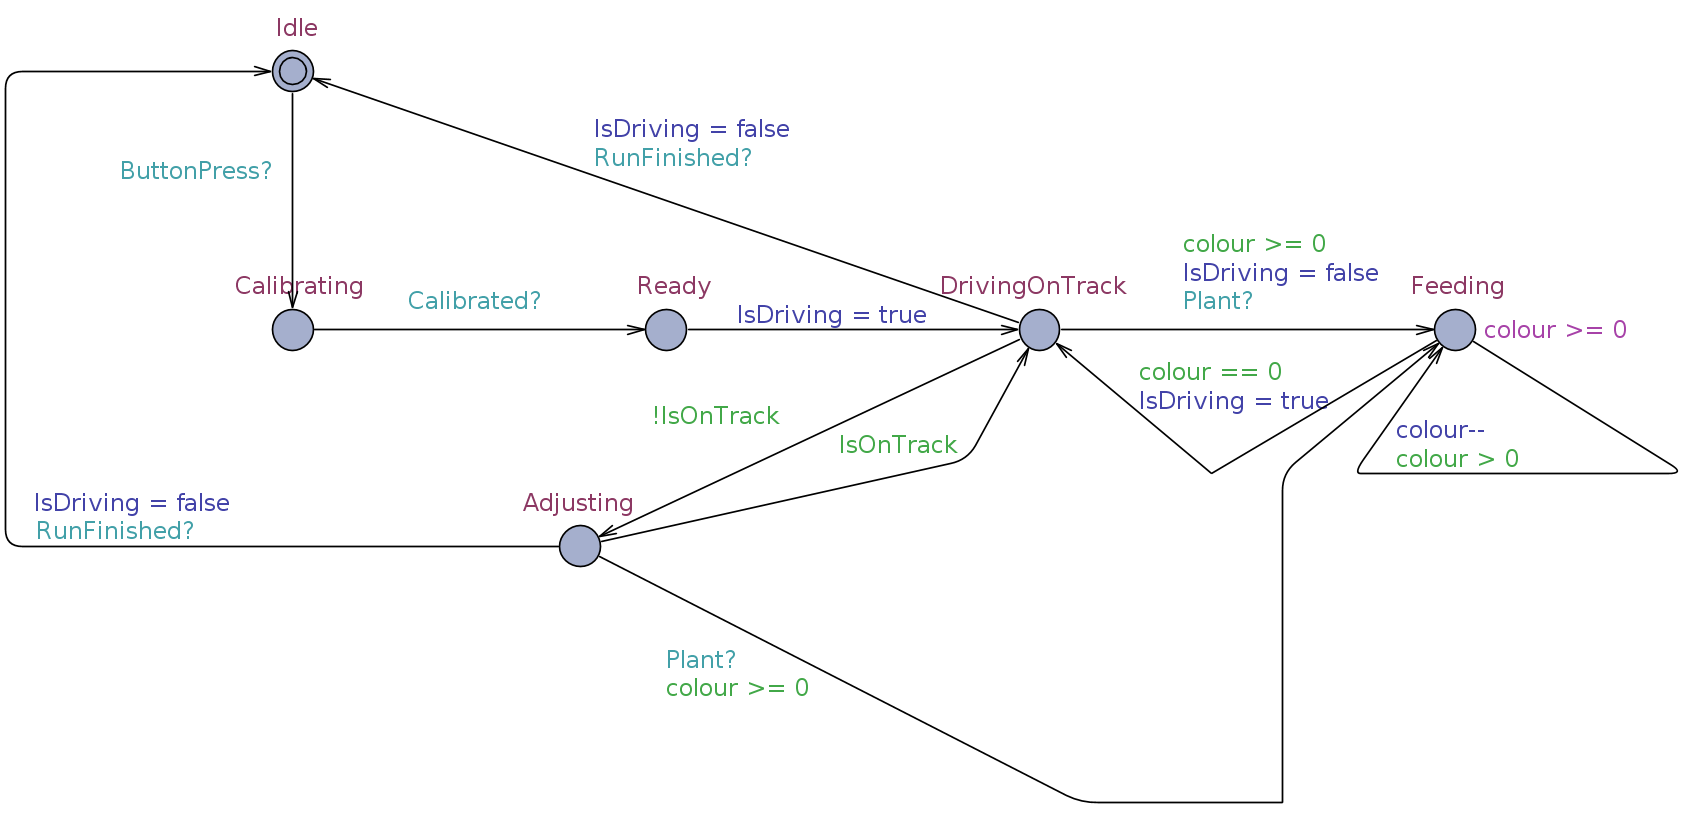 Idle
IsDriving = false
RunFinished?
ButtonPress?
colour >= 0
IsDriving = false
Plant?
Calibrating
Calibrated?
Ready
IsDriving = true
DrivingOnTrack
Feeding
colour >= 0
colour == 0
IsDriving = true
!IsOnTrack
IsOnTrack
colour--
colour > 0
IsDriving = false
RunFinished?
Adjusting
Plant?
colour >= 0